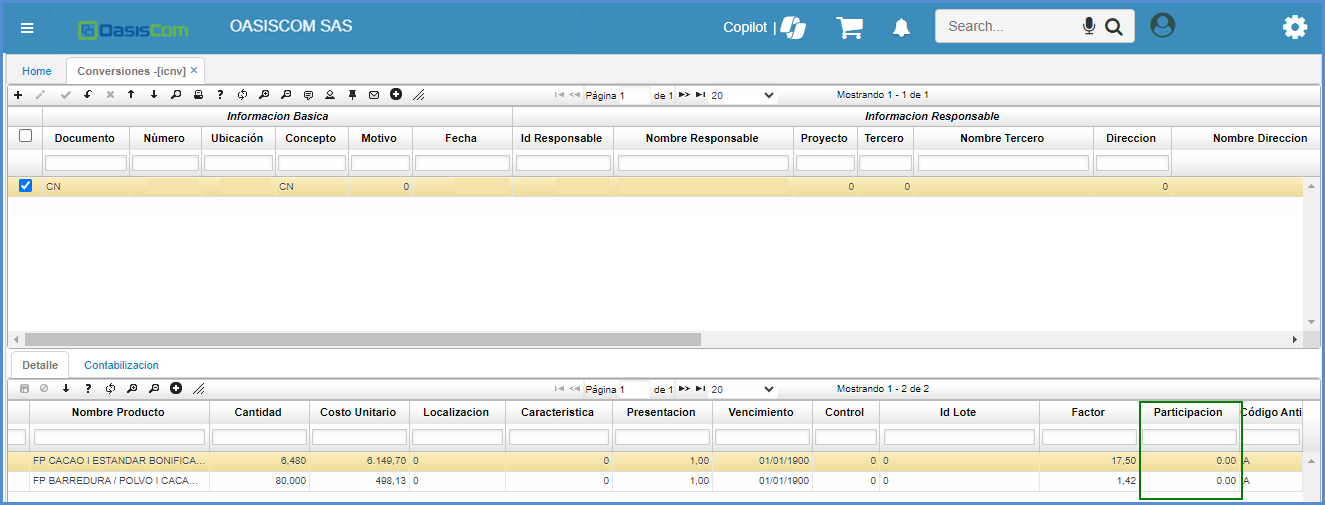 OasisCom OASISCOM SAS Copilot | Search...
Home Conversiones -[icnv] ×
Página 1 de 1 20 Mostrando 1 - 1 de 1
Informacion Basica Informacion Responsable
Documento Número Ubicación Concepto Motivo Fecha Id Responsable Nombre Responsable Proyecto Tercero Nombre Tercero Direccion Nombre Direccion
CN CN 0 0 0 0
Detalle Contabilizacion
Página 1 de 1 20 Mostrando 1 - 2 de 2
Nombre Producto Cantidad Costo Unitario Localizacion Caracteristica Presentacion Vencimiento Control Id Lote Factor Participacion Código Anti
FP CACAO I ESTANDAR BONIFICA... 6,480 6.149,70 0 0 1,00 01/01/1900 0 0 17,50 0.00 A
FP BARREDURA / POLVO I CACA... 80,000 498,13 0 0 1,00 01/01/1900 0 0 1,42 0.00 A